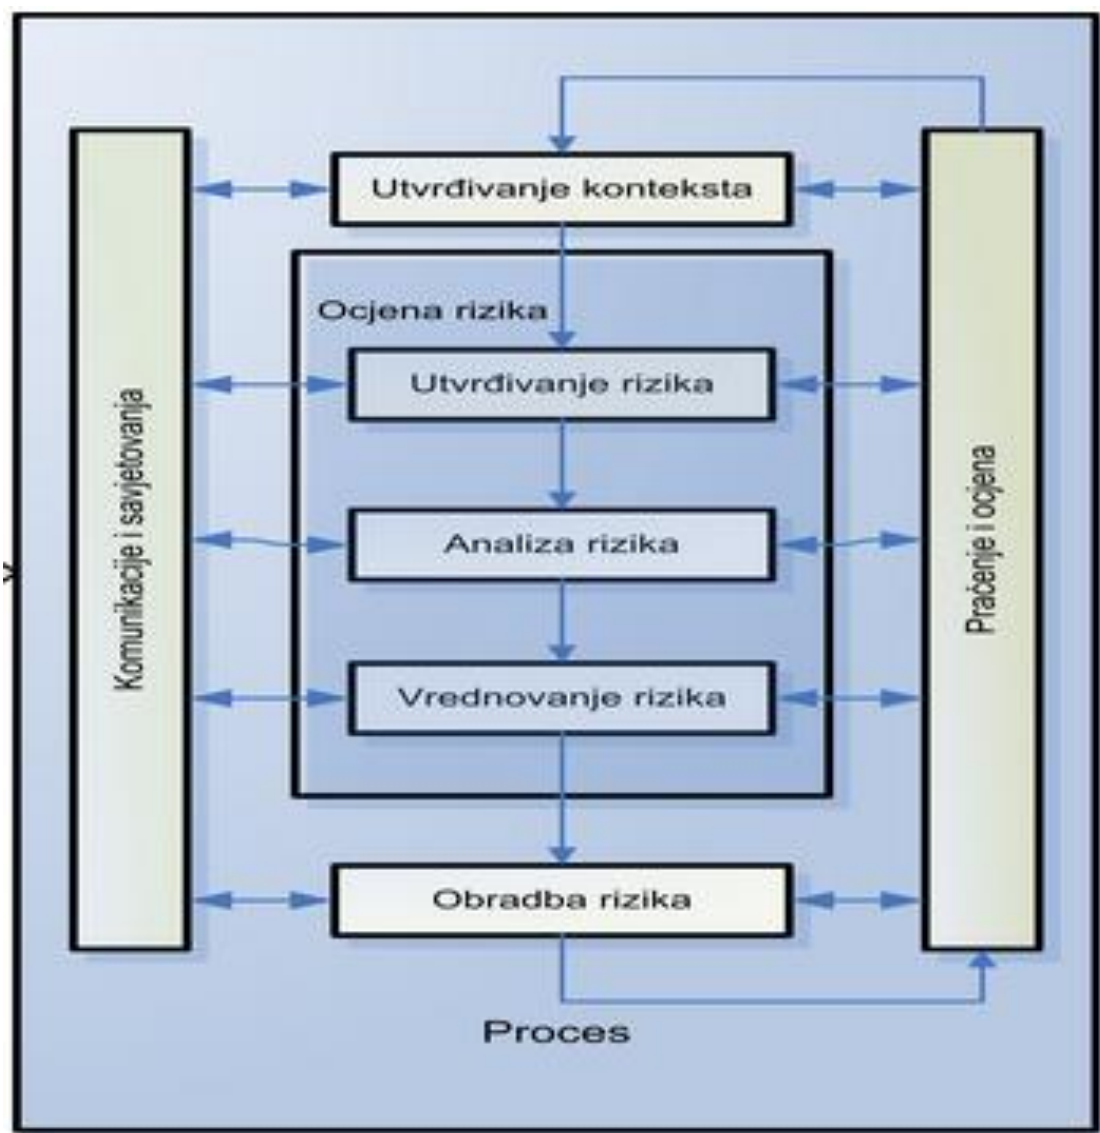 Komunikacije i savjetovanja
Utvrđivanje konteksta
Ocjena rizika
Utvrđivanje rizika
Analiza rizika
Vrednovanje rizika
Obradba rizika
Praćenje i ocjena
Proces